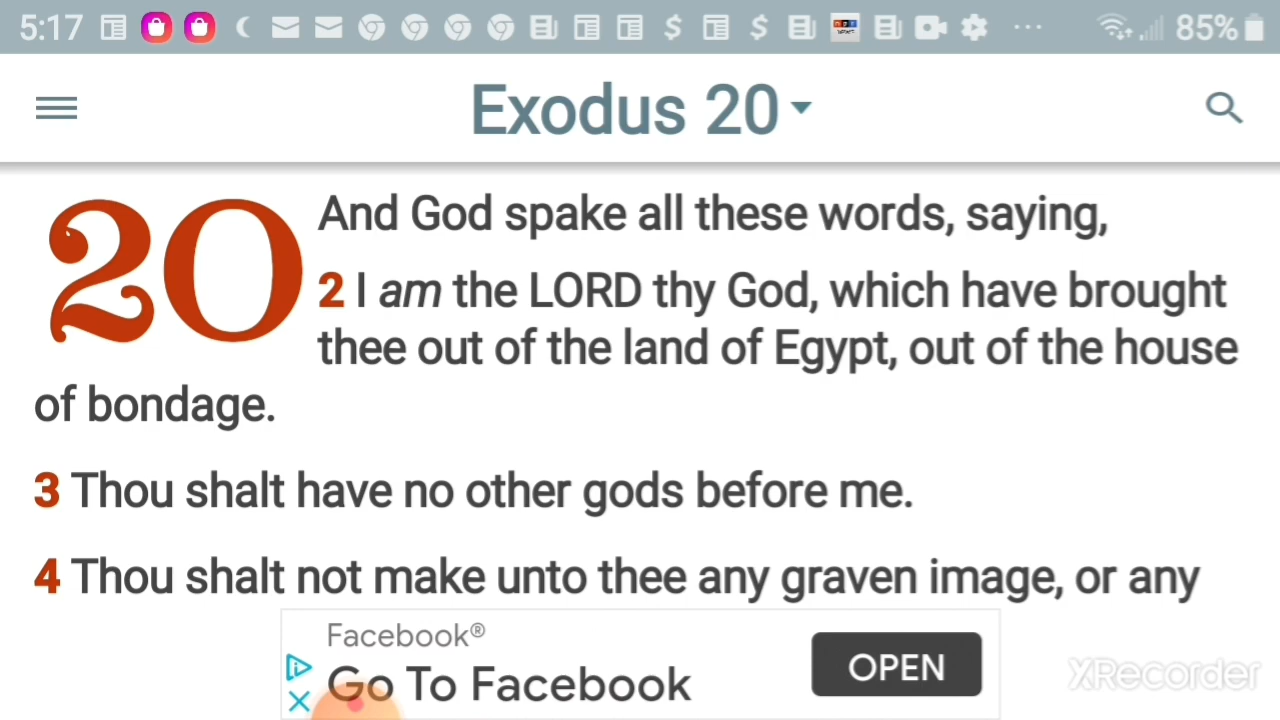 5:17 $ $ ... 85%
Exodus 20
20 And God spake all these words, saying,
2 I am the LORD thy God, which have brought
thee out of the land of Egypt, out of the house
of bondage.
3 Thou shalt have no other gods before me.
4 Thou shalt not make unto thee any graven image, or any
Facebook®
Go To Facebook
OPEN
XRecorder